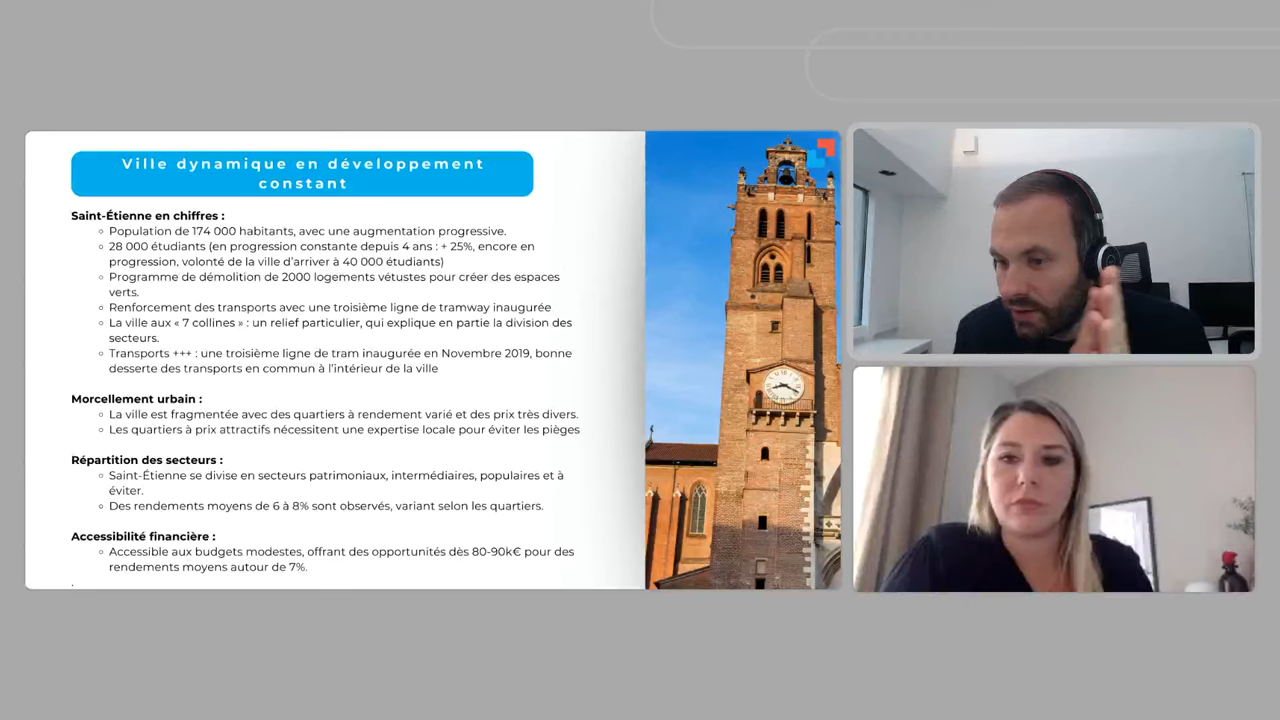 Ville dynamique en développement
constant
Saint-Étienne en chiffres :
Population de 174 000 habitants, avec une augmentation progressive.
28 000 étudiants (en progression constante depuis 4 ans : + 25%, encore en
progression, volonté de la ville d'arriver à 40 000 étudiants)
Programme de démolition de 2000 logements vétustes pour créer des espaces
verts.
Renforcement des transports avec une troisième ligne de tramway inaugurée
La ville aux « 7 collines » : un relief particulier, qui explique en partie la division des
secteurs.
Transports +++ : une troisième ligne de tram inaugurée en Novembre 2019, bonne
desserte des transports en commun à l'intérieur de la ville
Morcellement urbain :
La ville est fragmentée avec des quartiers à rendement varié et des prix très divers.
Les quartiers à prix attractifs nécessitent une expertise locale pour éviter les pièges
Répartition des secteurs :
Saint-Étienne se divise en secteurs patrimoniaux, intermédiaires, populaires et à
éviter.
Des rendements moyens de 6 à 8% sont observés, variant selon les quartiers.
Accessibilité financière :
Accessible aux budgets modestes, offrant des opportunités dès 80-90k€ pour des
rendements moyens autour de 7%.
.